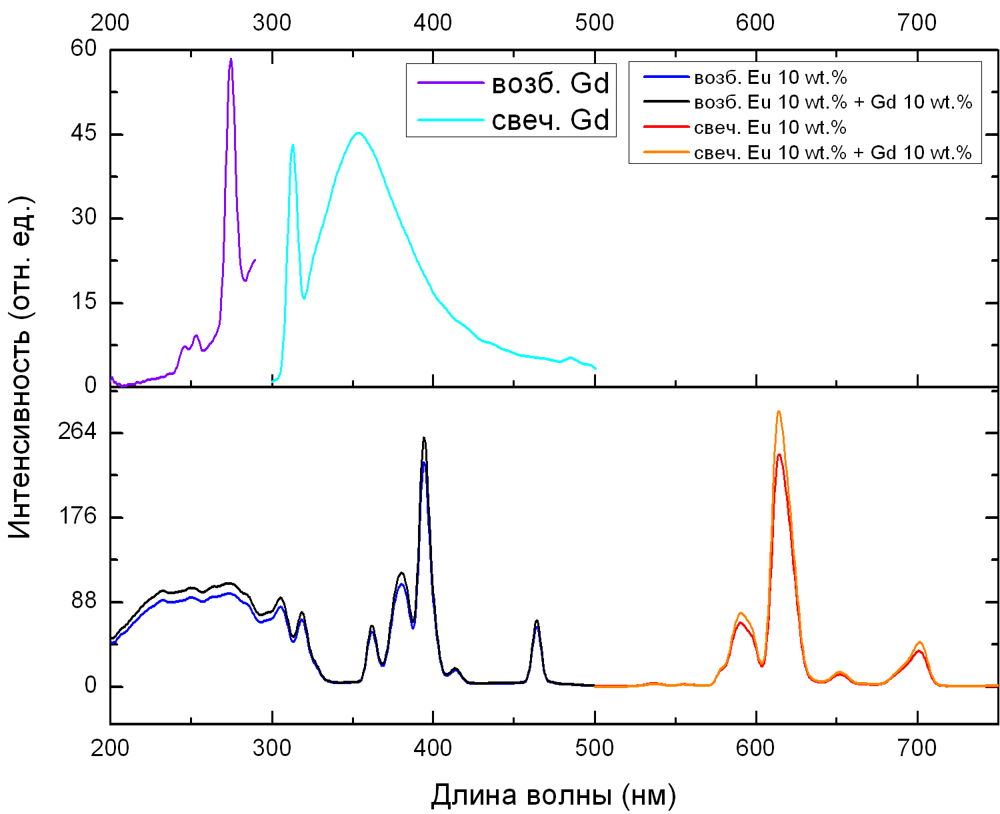 200 300 400 500 600 700
60
45
30
15
0
возб. Gd
свеч. Gd
возб. Eu 10 wt.%
возб. Eu 10 wt.% + Gd 10 wt.%
свеч. Eu 10 wt.%
свеч. Eu 10 wt.% + Gd 10 wt.%
Интенсивность (отн. ед.)
264
176
88
0
200 300 400 500 600 700
Длина волны (нм)